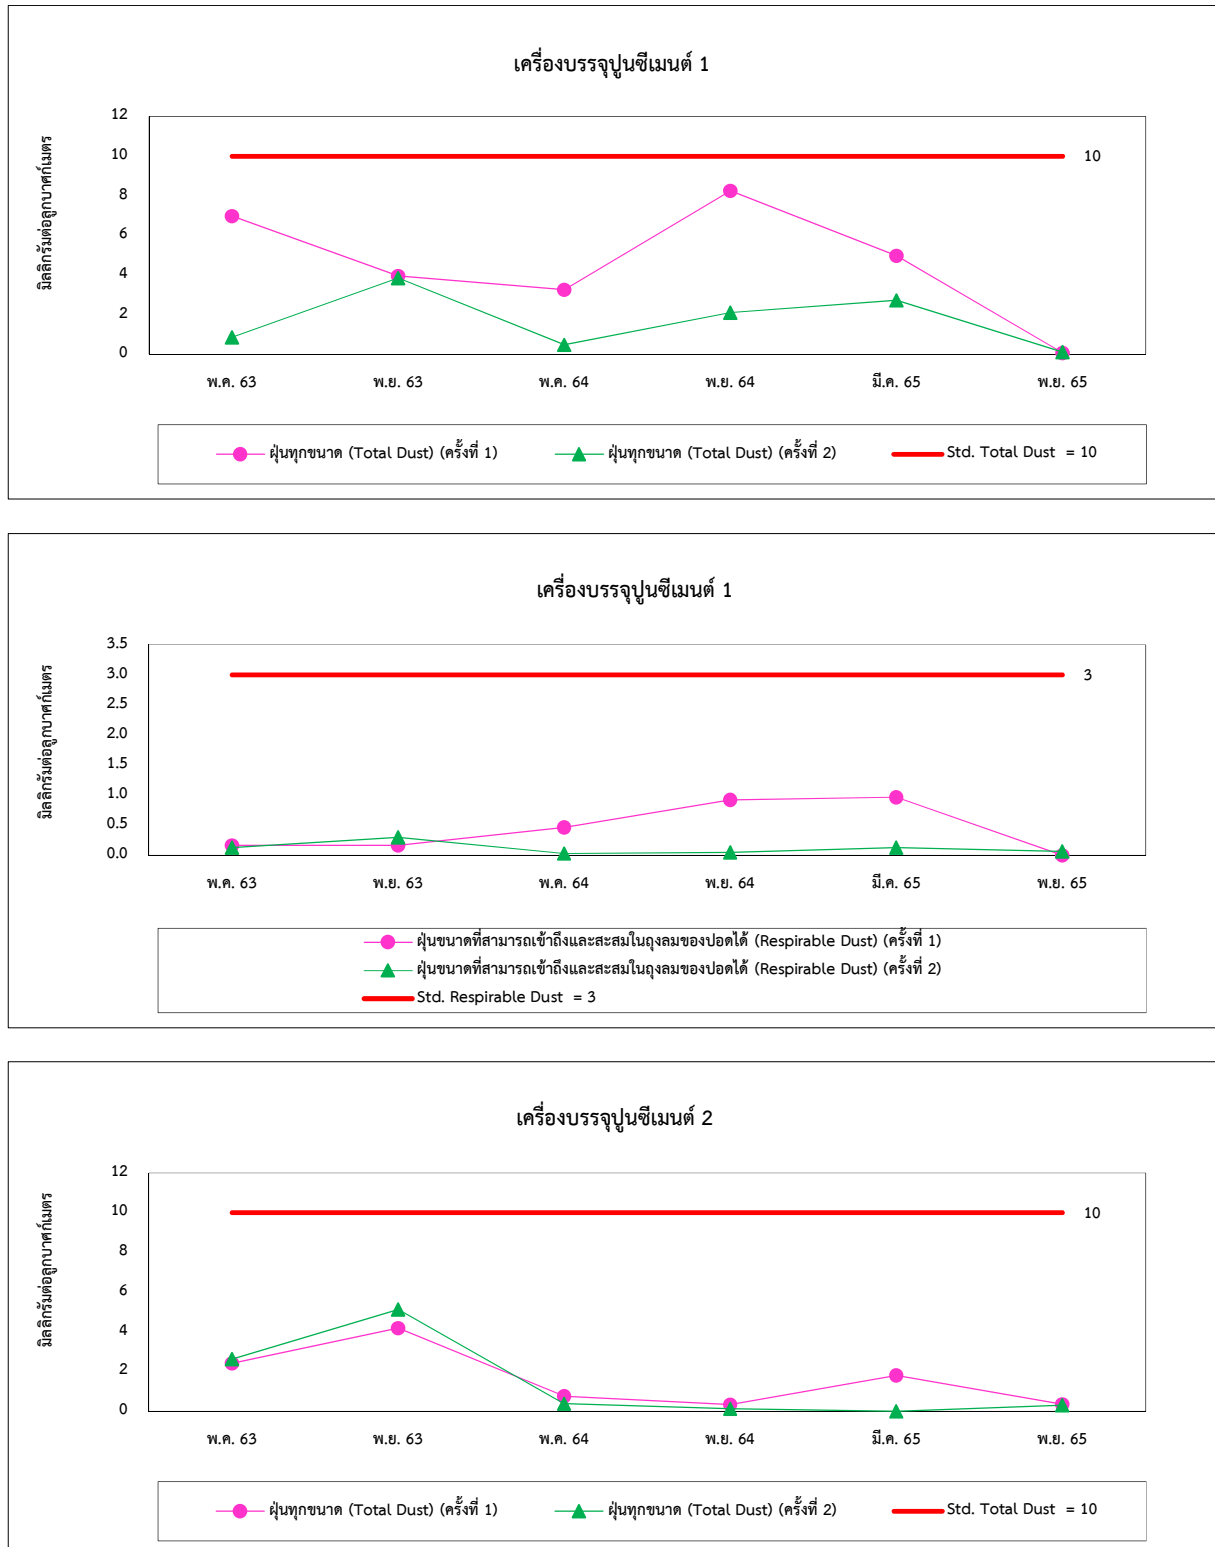 เครื่องบรรจุปูนซีเมนต์ 1
มิลลิกรัมต่อลูกบาศก์เมตร
12
10
8
6
4
2
0
10
พ.ค. 63 พ.ย. 63 พ.ค. 64 พ.ย. 64 มี.ค. 65 พ.ย. 65
ฝุ่นทุกขนาด (Total Dust) (ครั้งที่ 1) ฝุ่นทุกขนาด (Total Dust) (ครั้งที่ 2) Std. Total Dust = 10
เครื่องบรรจุปูนซีเมนต์ 1
มิลลิกรัมต่อลูกบาศก์เมตร
3.5
3.0
2.5
2.0
1.5
1.0
0.5
0.0
3
พ.ค. 63 พ.ย. 63 พ.ค. 64 พ.ย. 64 มี.ค. 65 พ.ย. 65
ฝุ่นขนาดที่สามารถเข้าถึงและสะสมในถุงลมของปอดได้ (Respirable Dust) (ครั้งที่ 1)
ฝุ่นขนาดที่สามารถเข้าถึงและสะสมในถุงลมของปอดได้ (Respirable Dust) (ครั้งที่ 2)
Std. Respirable Dust = 3
เครื่องบรรจุปูนซีเมนต์ 2
มิลลิกรัมต่อลูกบาศก์เมตร
12
10
8
6
4
2
0
10
พ.ค. 63 พ.ย. 63 พ.ค. 64 พ.ย. 64 มี.ค. 65 พ.ย. 65
ฝุ่นทุกขนาด (Total Dust) (ครั้งที่ 1) ฝุ่นทุกขนาด (Total Dust) (ครั้งที่ 2) Std. Total Dust = 10